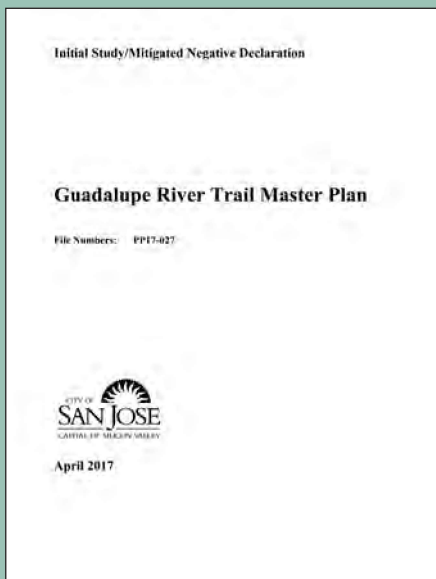 Initial Study/Mitigated Negative Declaration
Guadalupe River Trail Master Plan
File Numbers: PP17-027
CITY OF
SAN JOSE
CAPITAL OF SILICON VALLEY
April 2017